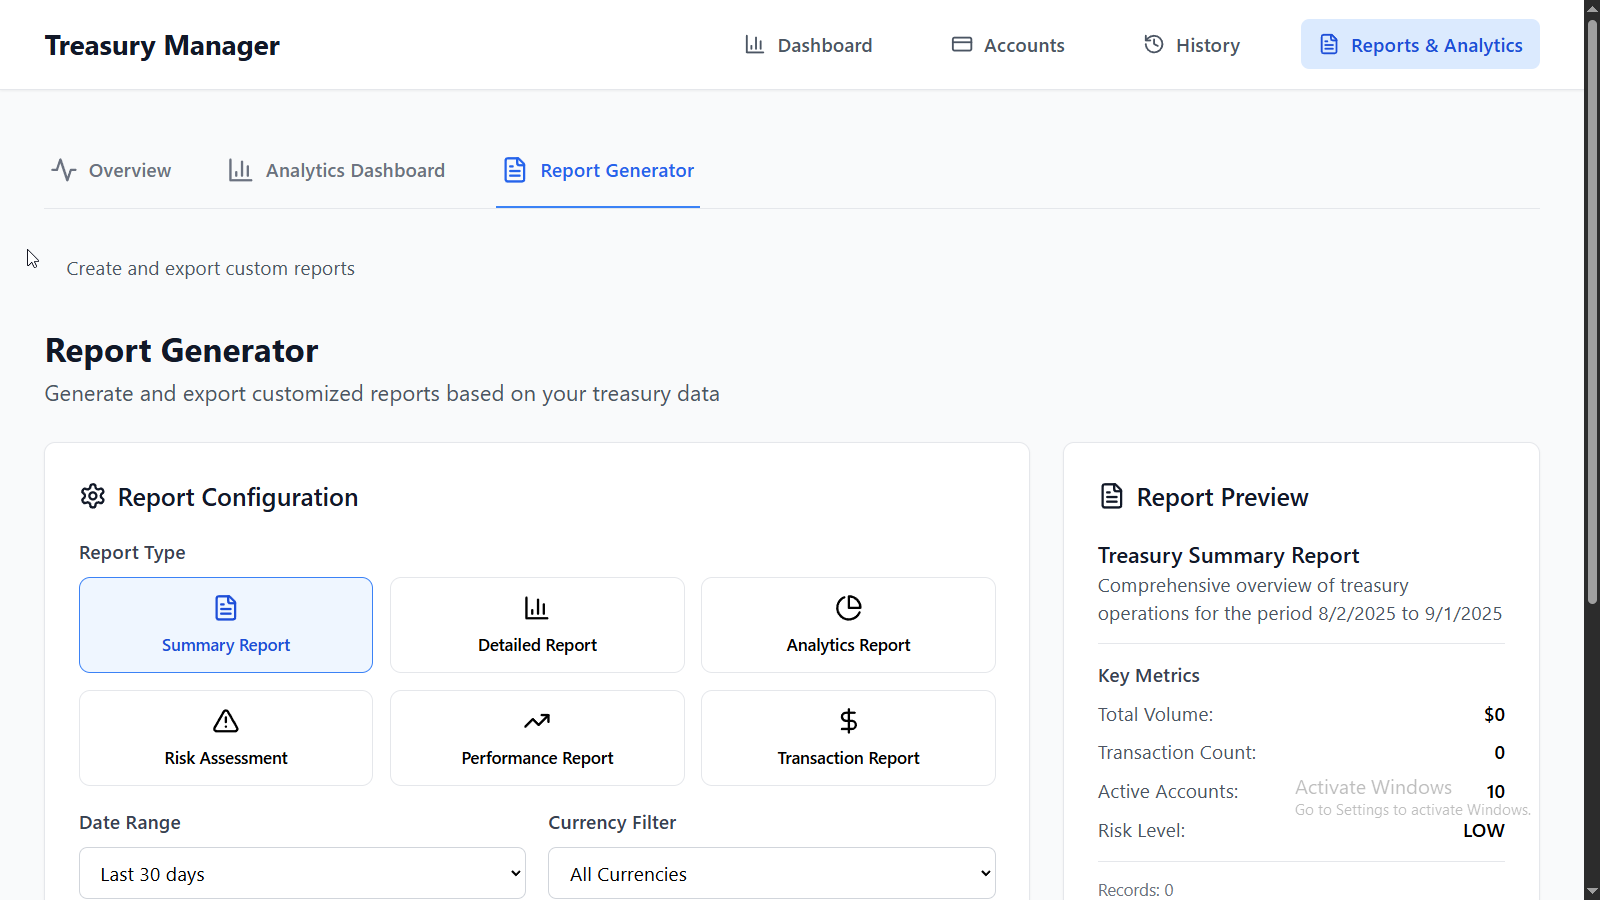 Treasury Manager
Dashboard
Accounts
History
Reports & Analytics
Overview
Analytics Dashboard
Report Generator
Create and export custom reports
Report Generator
Generate and export customized reports based on your treasury data
Report Configuration
Report Type
Summary Report
Detailed Report
Analytics Report
Risk Assessment
Performance Report
Transaction Report
Date Range
Currency Filter
Last 30 days
All Currencies
Report Preview
Treasury Summary Report
Comprehensive overview of treasury
operations for the period 8/2/2025 to 9/1/2025
Key Metrics
Total Volume: $0
Transaction Count: 0
Active Accounts: 10
Risk Level: LOW
Records: 0
Activate Windows
Go to Settings to activate Windows.